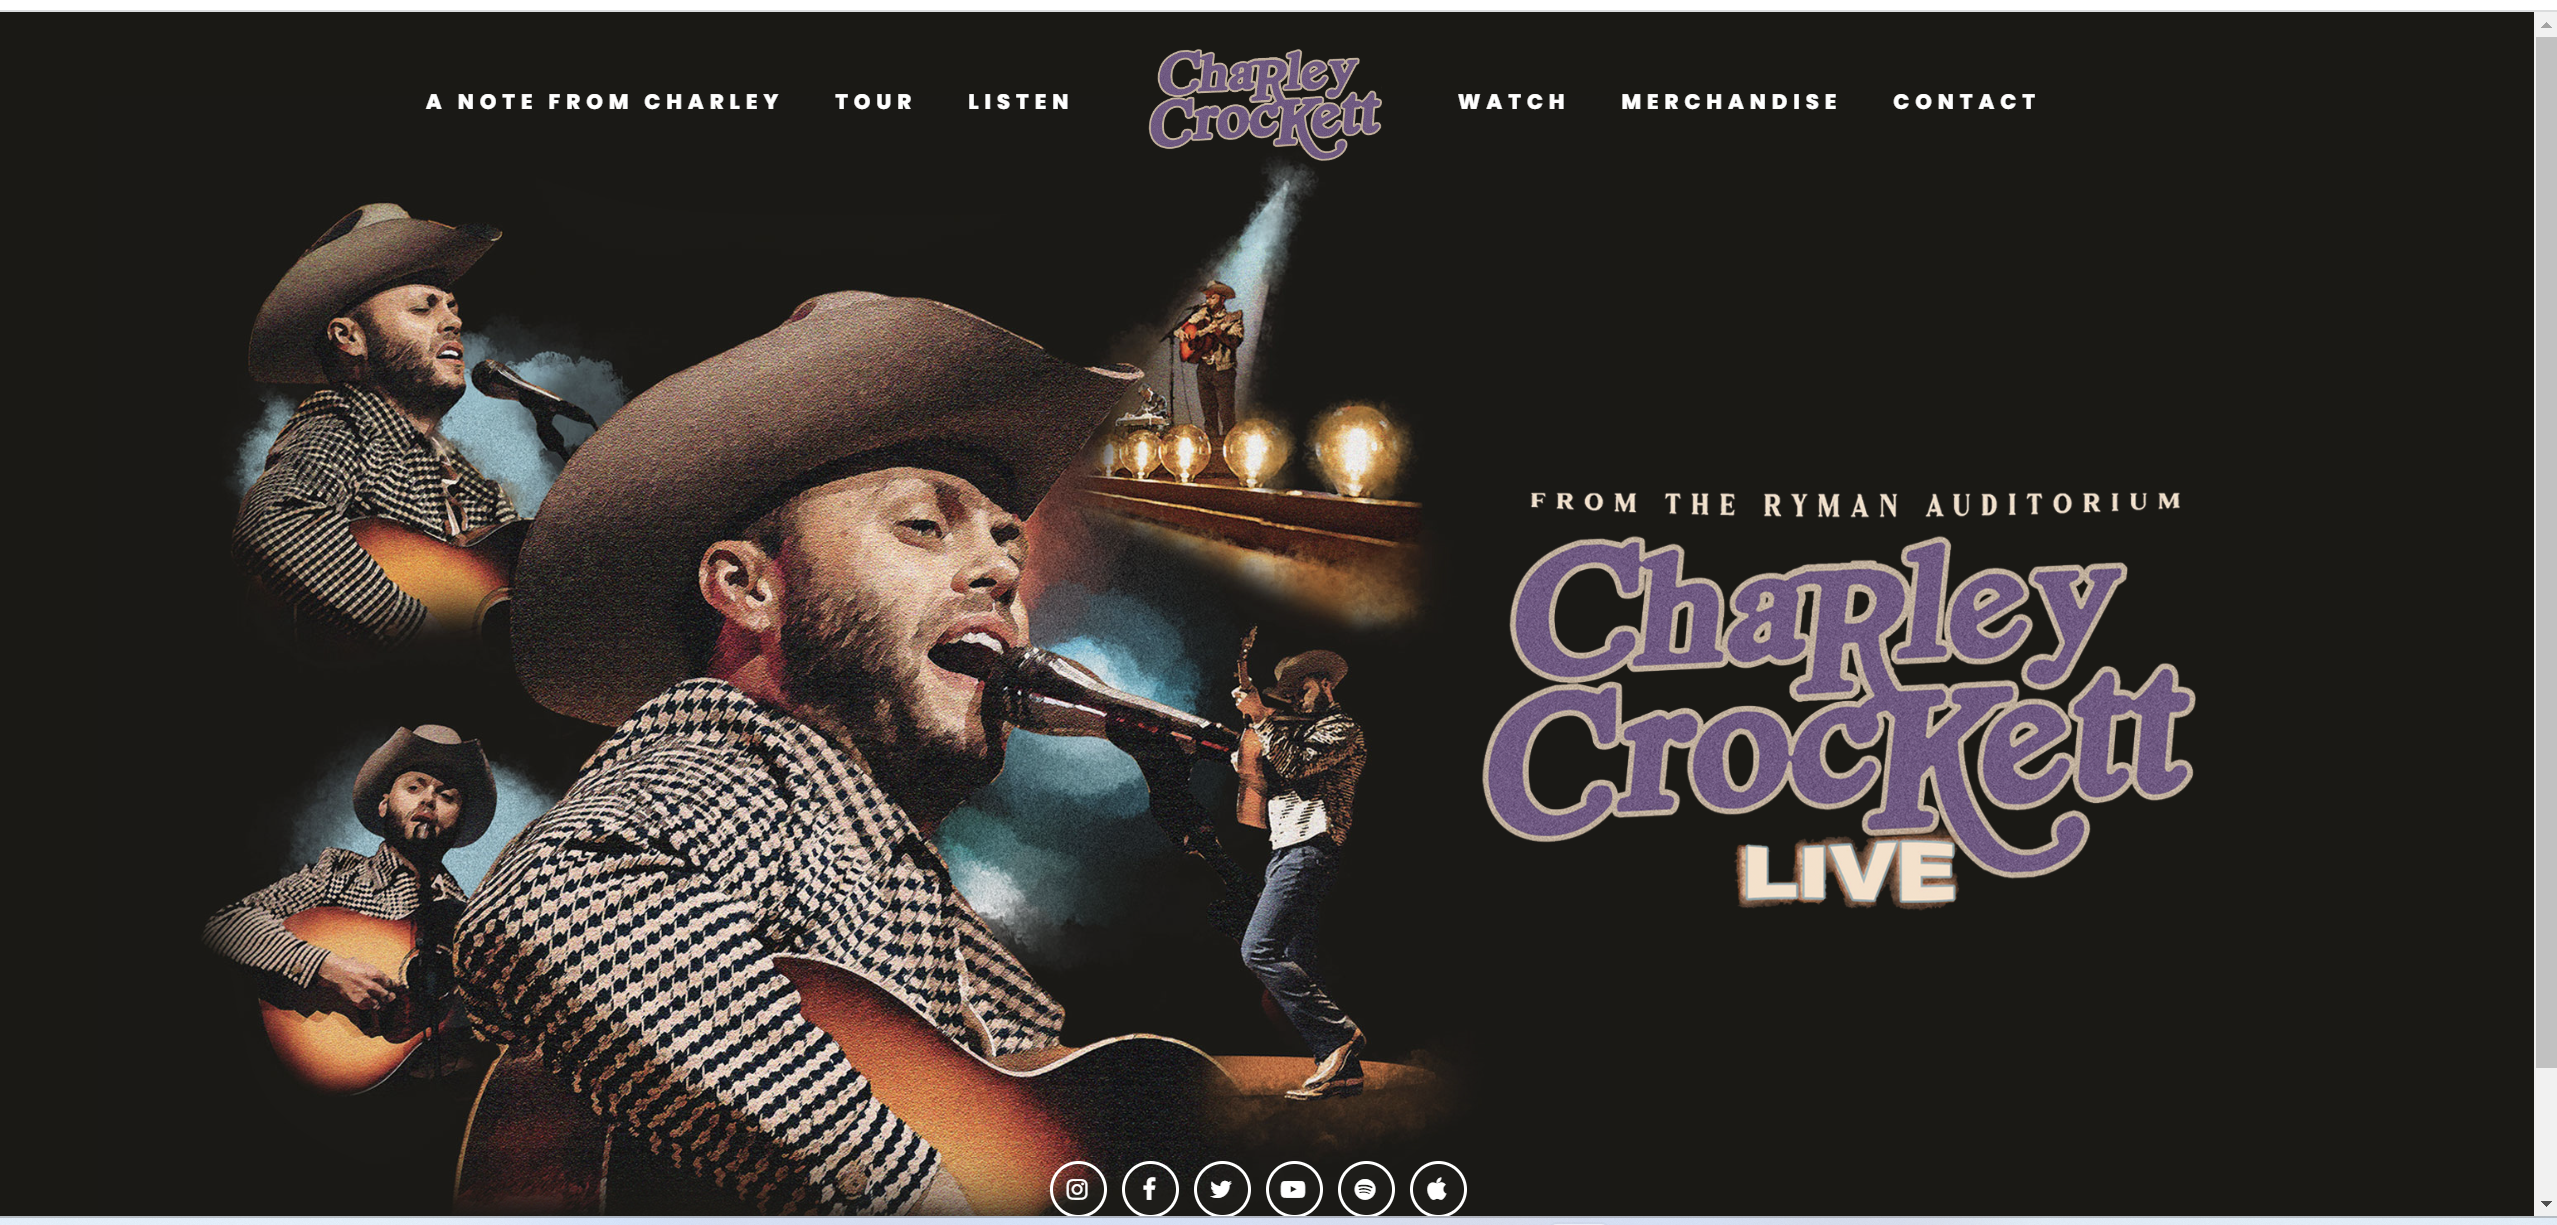 A NOTE FROM CHARLEY TOUR LISTEN Charley Crockett WATCH MERCHANDISE CONTACT
FROM THE RYMAN AUDITORIUM
Charley
Crockett
LIVE